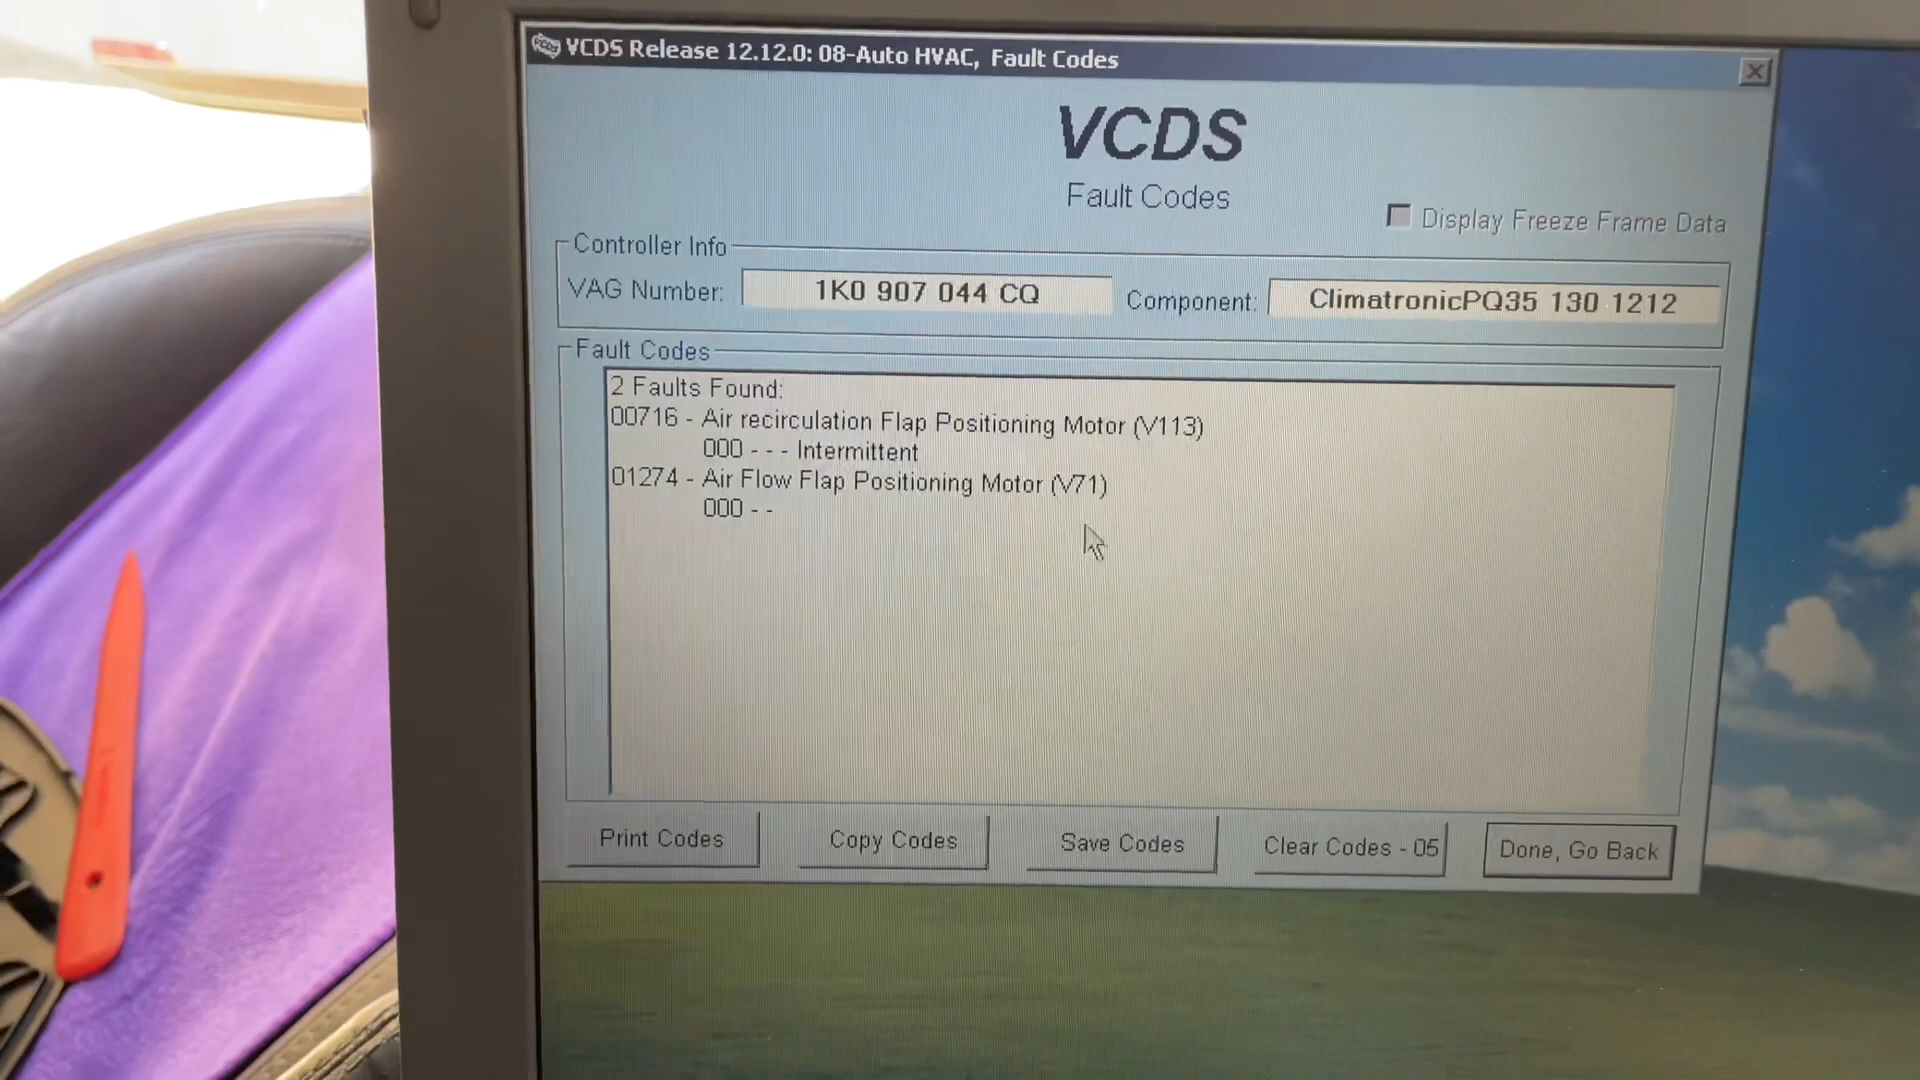 VCDS Release 12.12.0: 08-Auto HVAC, Fault Codes
VCDS
Fault Codes
Display Freeze Frame Data
Controller Info
VAG Number: 1K0 907 044 CQ Component: ClimatronicPQ35 130 1212
Fault Codes
2 Faults Found:
00716 - Air recirculation Flap Positioning Motor (V113)
000 - - - Intermittent
01274 - Air Flow Flap Positioning Motor (V71)
000 - -
Print Codes Copy Codes Save Codes Clear Codes - 05 Done, Go Back